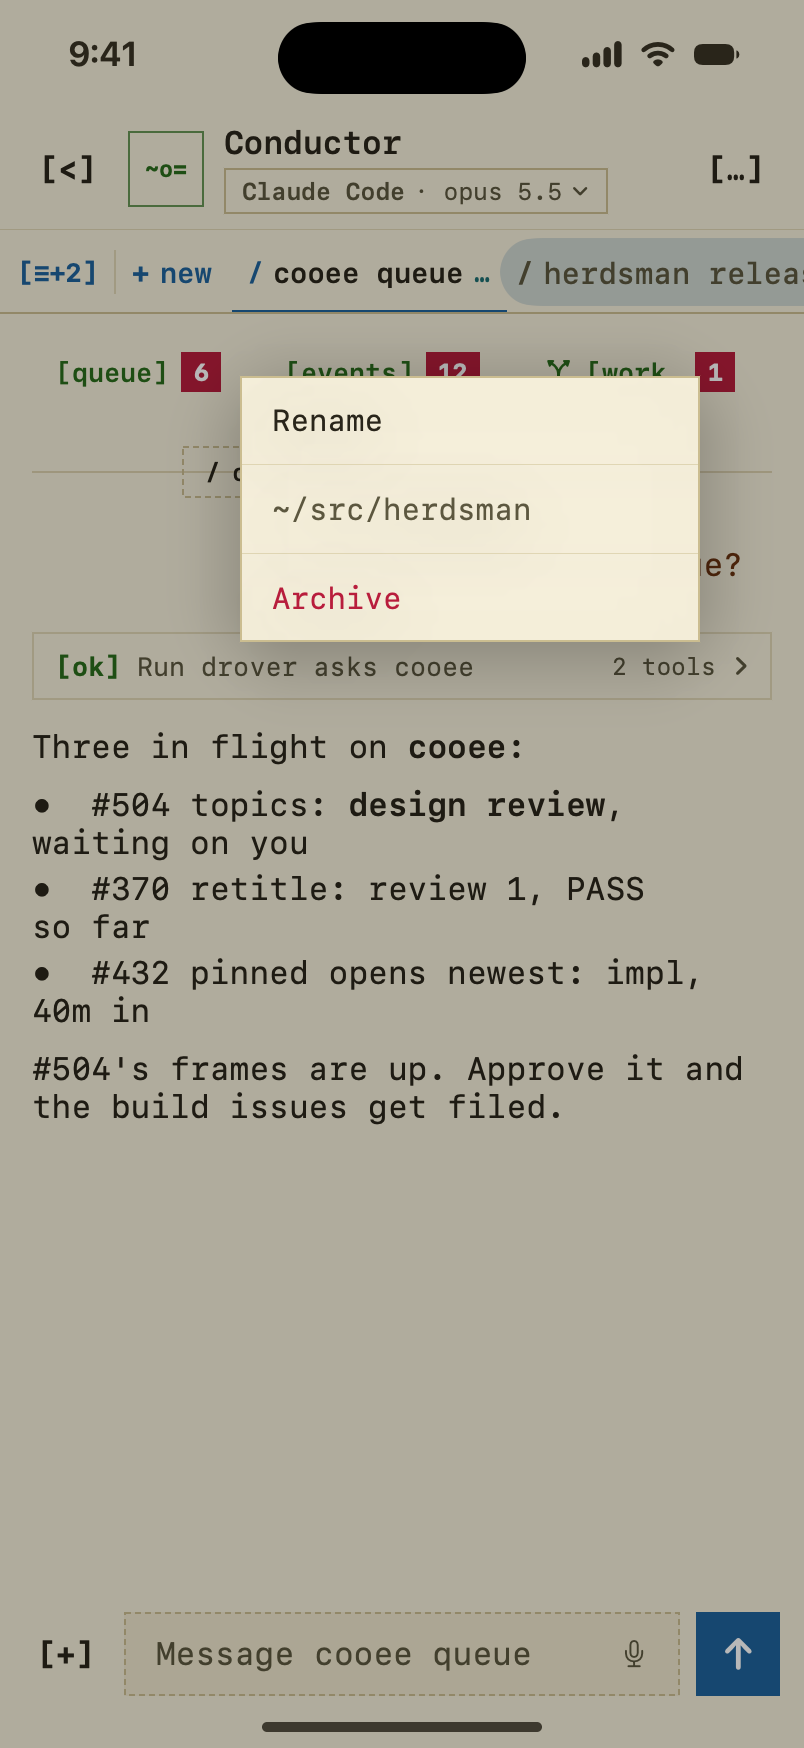 9:41
[<] ~o= Conductor [...]
Claude Code · opus 5.5
[≡+2] + new / cooee queue … / herdsman relea
[queue] 6 [events] 12 [work 1
Rename
/
~/src/herdsman
e?
Archive
[ok] Run drover asks cooee 2 tools >
Three in flight on cooee:
• #504 topics: design review,
waiting on you
• #370 retitle: review 1, PASS
so far
• #432 pinned opens newest: impl,
40m in
#504's frames are up. Approve it and
the build issues get filed.
[+] Message cooee queue